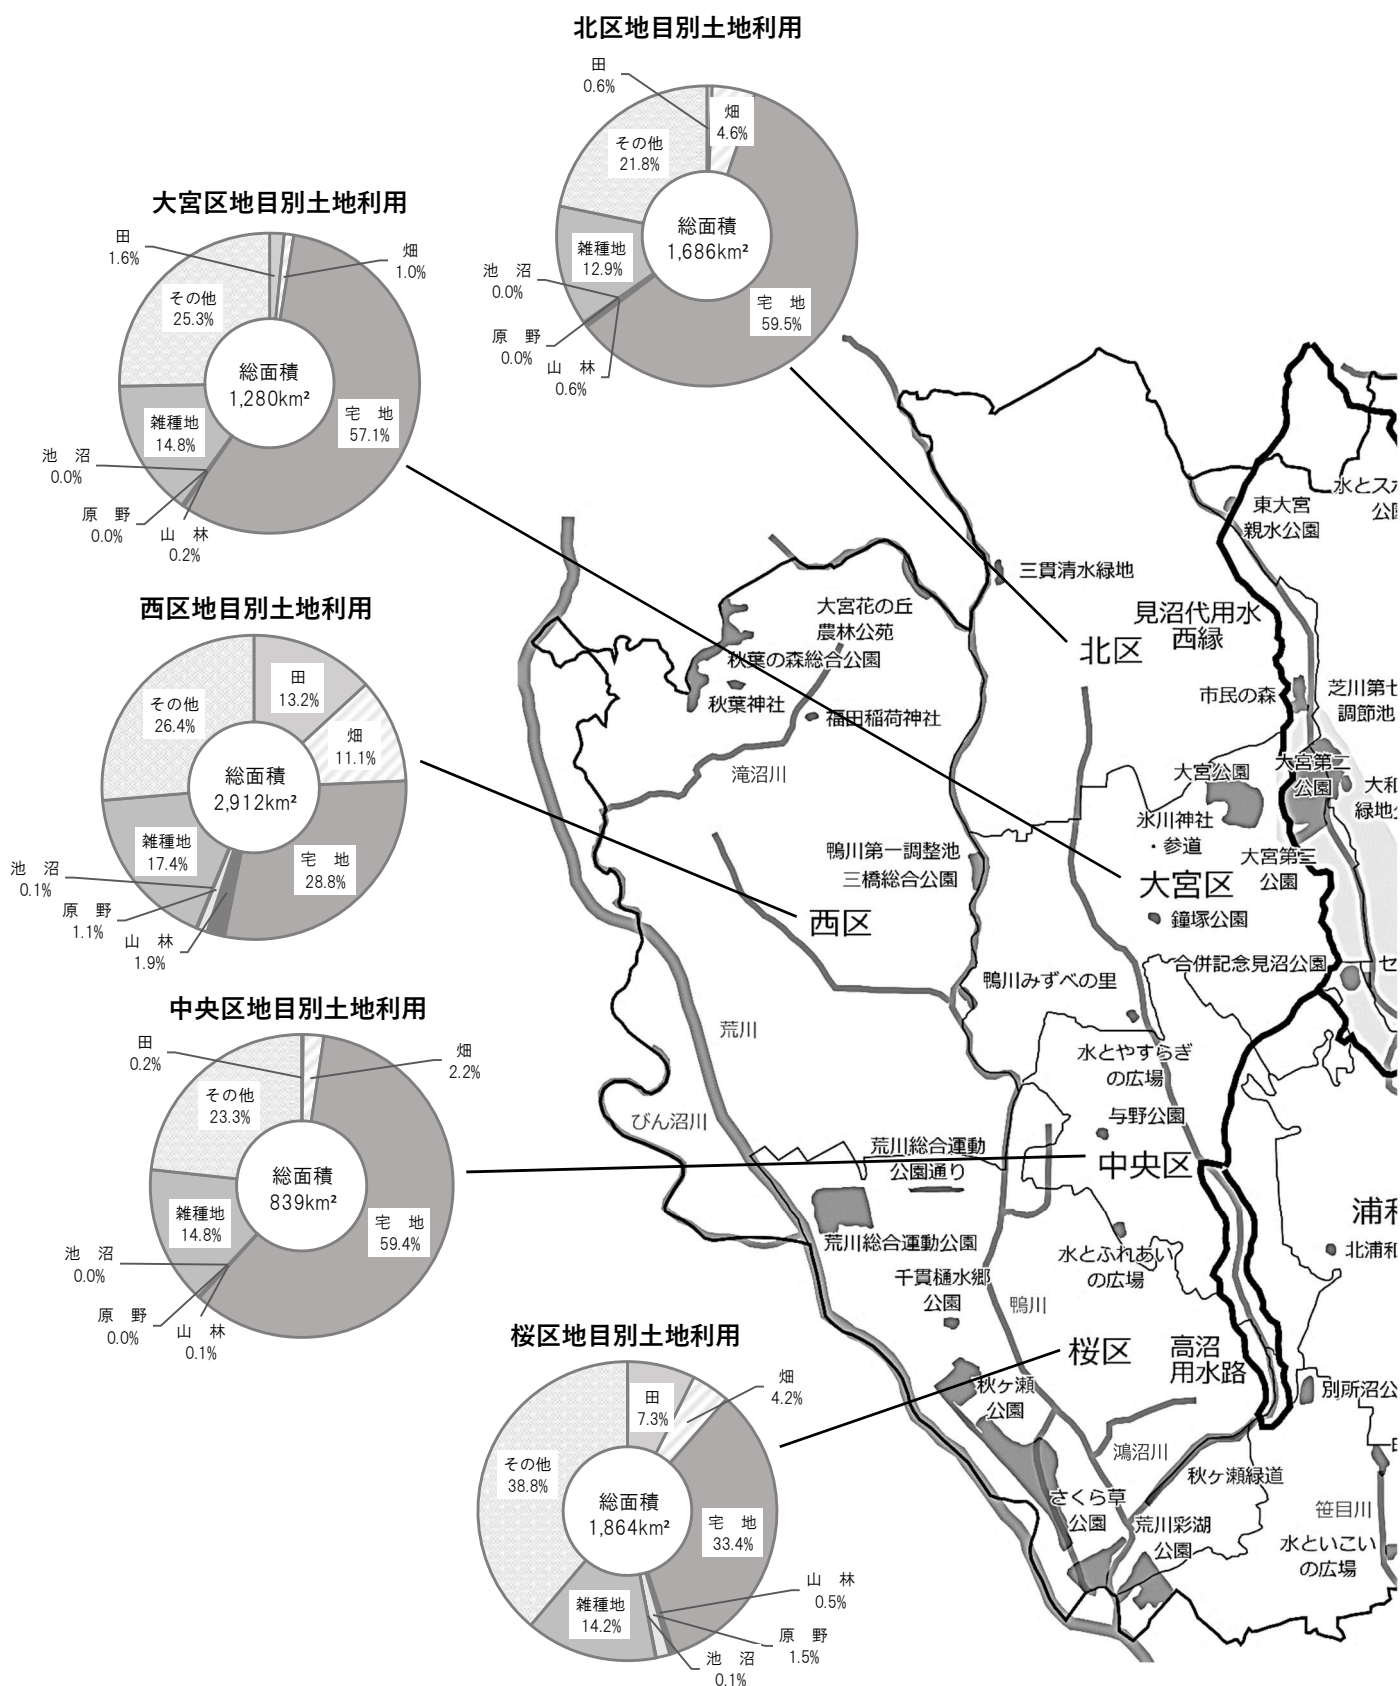 北区地目別土地利用
田
0.6%
畑
4.6%
その他
21.8%
総面積
1,686km²
雑種地
12.9%
池　沼
0.0%
宅　地
59.5%
原　野
0.0%
山　林
0.6%
大宮区地目別土地利用
田
1.6%
畑
1.0%
その他
25.3%
総面積
1,280km²
宅　地
57.1%
雑種地
14.8%
池　沼
0.0%
原　野
0.0%
山　林
0.2%
西区地目別土地利用
田
13.2%
その他
26.4%
畑
11.1%
総面積
2,912km²
雑種地
17.4%
宅　地
28.8%
池　沼
0.1%
原　野
1.1%
山　林
1.9%
中央区地目別土地利用
田
0.2%
畑
2.2%
その他
23.3%
総面積
839km²
雑種地
14.8%
宅　地
59.4%
池　沼
0.0%
原　野
0.0%
山　林
0.1%
桜区地目別土地利用
田
7.3%
畑
4.2%
その他
38.8%
総面積
1,864km²
宅　地
33.4%
雑種地
14.2%
山　林
0.5%
原　野
1.5%
池　沼
0.1%
水とス
公
東大宮
親水公園
三貫清水緑地
大宮花の丘
農林公苑
見沼代用水
西縁
北区
秋葉の森総合公園
秋葉神社
福田稲荷神社
市民の森
芝川第七
調節池
滝沼川
大宮公園
大宮第二
公園
大和
緑地
氷川神社
・参道
大宮第三
公園
鴨川第一調整池
三橋総合公園
大宮区
西区
鐘塚公園
合併記念見沼公園
セ
鴨川みずべの里
荒川
水とやすらぎ
の広場
びん沼川
与野公園
荒川総合運動
公園通り
中央区
浦和
荒川総合運動公園
水とふれあい
の広場
北浦和
千貫樋水郷
公園
鴨川
桜区
高沼
用水路
秋ヶ瀬
公園
別所沼公
鴻沼川
秋ヶ瀬緑道
さくら草
公園
荒川彩湖
公園
笹目川
水といこい
の広場